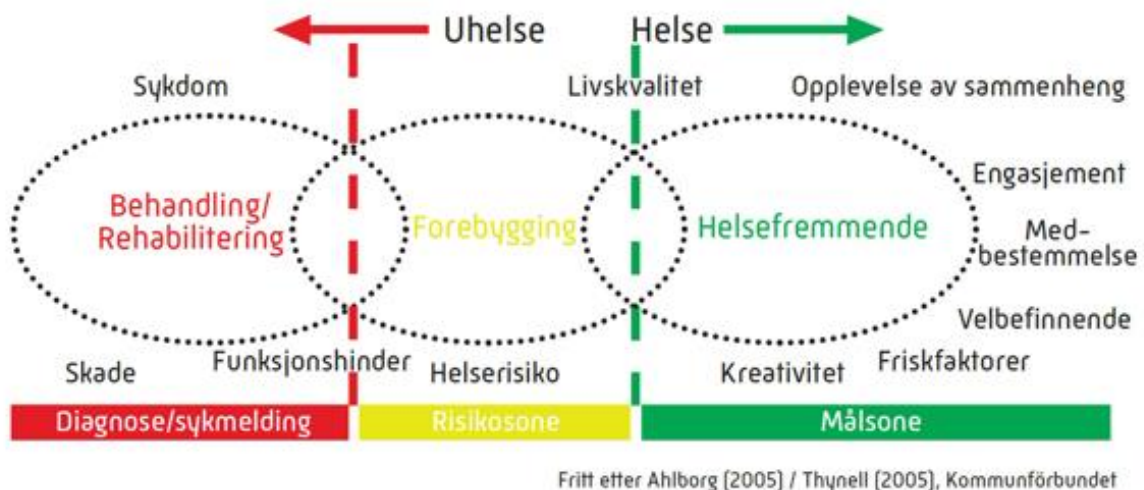 Uhelse Helse
Sykdom
Livskvalitet
Opplevelse av sammenheng
Behandling/
Rehabilitering
Forebygging
Helsefremmende
Engasjement
Med-
bestemmelse
Velbefinnende
Skade
Funksjonshinder
Helserisiko
Kreativitet
Friskfaktorer
Diagnose/sykmelding
Risikosone
Målsone
Fritt etter Ahlborg [2005] / Thynell [2005], Kommunförbundet